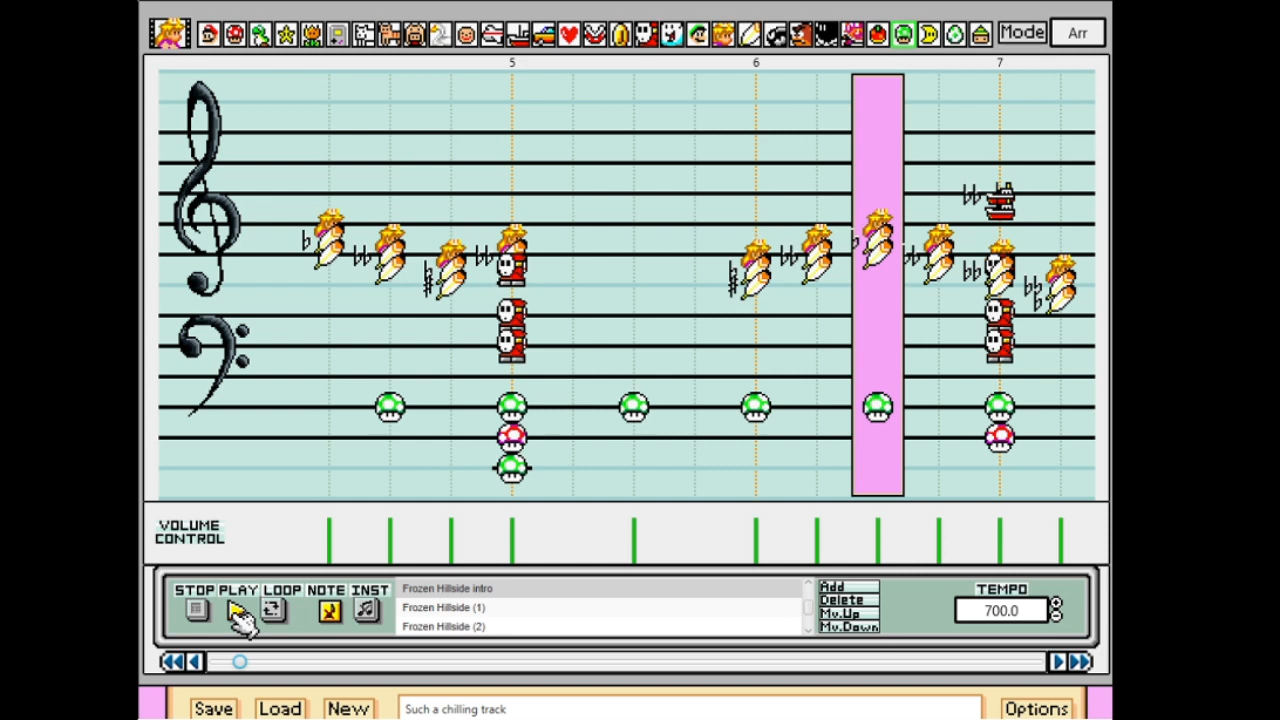 Mode Arr
5 6 7
VOLUME
CONTROL
STOP PLAY LOOP NOTE INST
Frozen Hillside intro
Frozen Hillside (1)
Frozen Hillside (2)
Add
Delete
Mv.Up
Mv.Down
TEMPO
700.0
Save Load New Such a chilling track Options